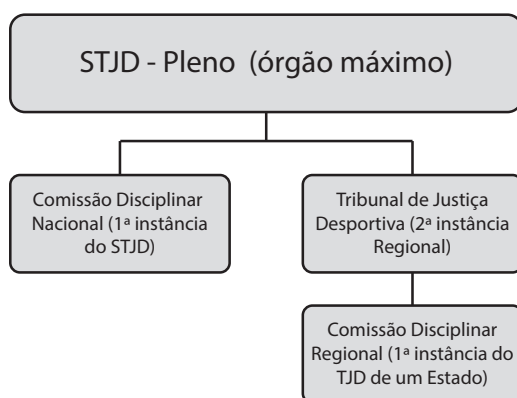 STJD - Pleno (órgão máximo)
Comissão Disciplinar
Nacional (1ª instância
do STJD)
Tribunal de Justiça
Desportiva (2ª instância
Regional)
Comissão Disciplinar
Regional (1ª instância do
TJD de um Estado)